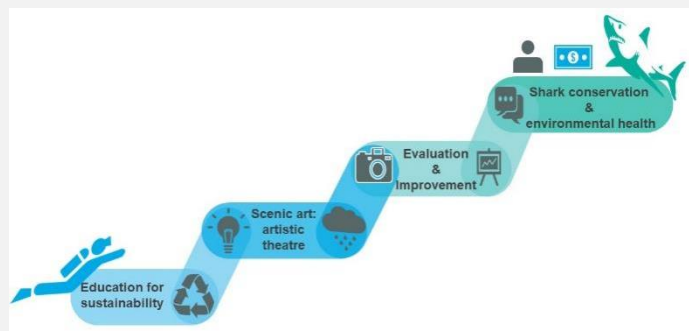 Shark conservation
&
environmental health
Evaluation
&
Improvement
Scenic art:
artistic
theatre
Education for
sustainability
$